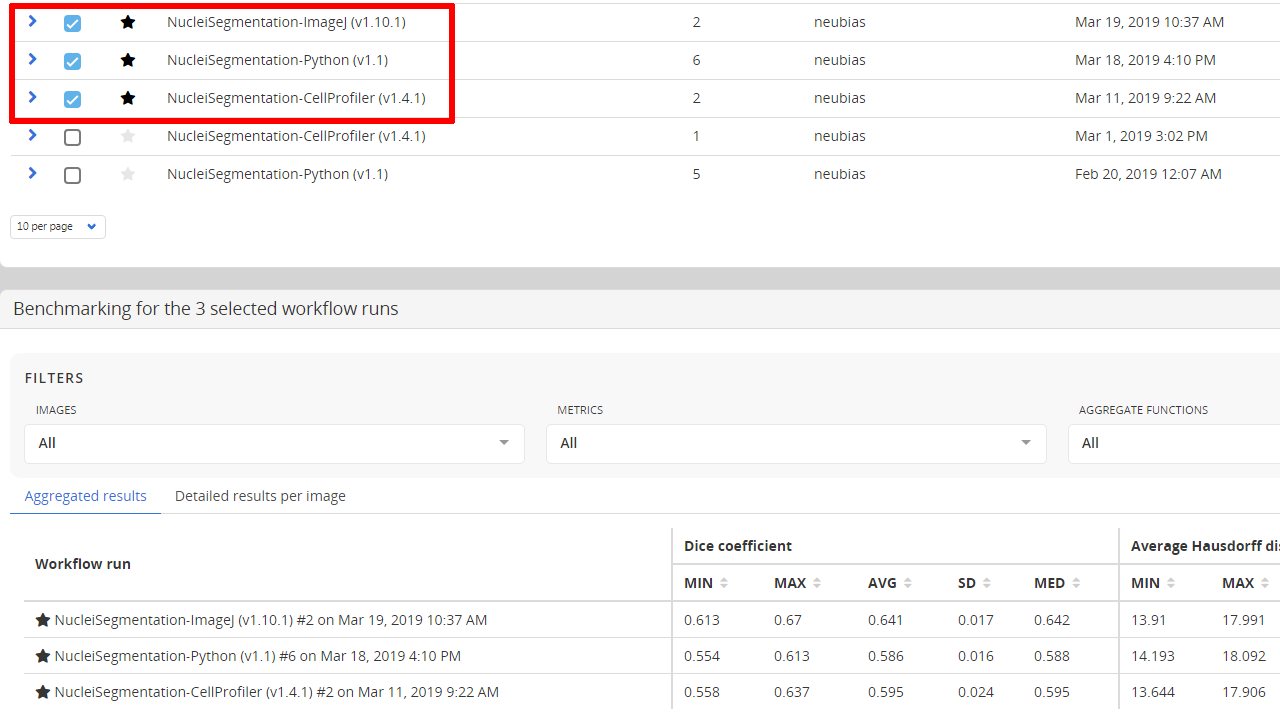 NucleiSegmentation-ImageJ (v1.10.1) 2 neubias Mar 19, 2019 10:37 AM
NucleiSegmentation-Python (v1.1) 6 neubias Mar 18, 2019 4:10 PM
NucleiSegmentation-CellProfiler (v1.4.1) 2 neubias Mar 11, 2019 9:22 AM
NucleiSegmentation-CellProfiler (v1.4.1) 1 neubias Mar 1, 2019 3:02 PM
NucleiSegmentation-Python (v1.1) 5 neubias Feb 20, 2019 12:07 AM
10 per page
Benchmarking for the 3 selected workflow runs
FILTERS
IMAGES METRICS AGGREGATE FUNCTIONS
All All All
Aggregated results Detailed results per image
Workflow run Dice coefficient Average Hausdorff dis
MIN MAX AVG SD MED MIN MAX
NucleiSegmentation-ImageJ (v1.10.1) #2 on Mar 19, 2019 10:37 AM 0.613 0.67 0.641 0.017 0.642 13.91 17.991
NucleiSegmentation-Python (v1.1) #6 on Mar 18, 2019 4:10 PM 0.554 0.613 0.586 0.016 0.588 14.193 18.092
NucleiSegmentation-CellProfiler (v1.4.1) #2 on Mar 11, 2019 9:22 AM 0.558 0.637 0.595 0.024 0.595 13.644 17.906